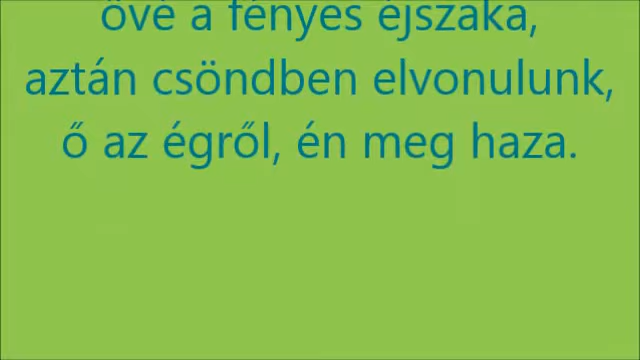 övé a fényes éjszaka,
aztán csöndben elvonulunk,
ő az égről, én meg haza.